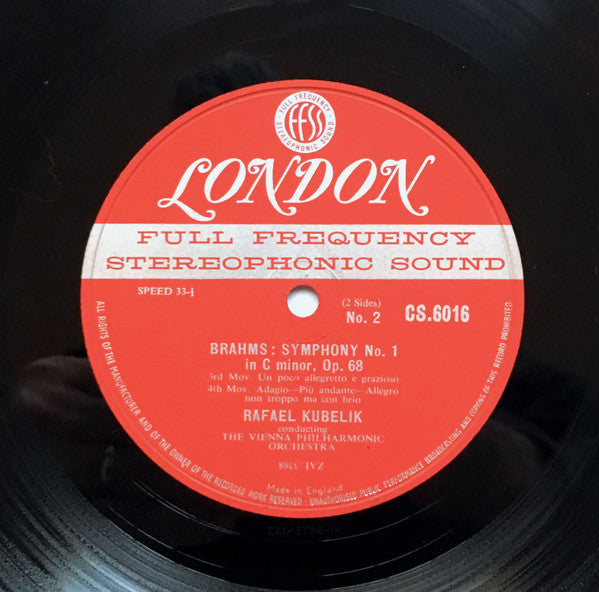 FULL FREQUENCY
FFSS
STEREOPHONIC SOUND
LONDON
FULL FREQUENCY
STEREOPHONIC SOUND
SPEED 33-⅓
(2 Sides)
No. 2
CS.6016
BRAHMS: SYMPHONY No. 1
in C minor, Op. 68
3rd Mov. Un poco allegretto e grazioso
4th Mov. Adagio—Più andante—Allegro
non troppo ma con brio
RAFAEL KUBELIK
conducting
THE VIENNA PHILHARMONIC
ORCHESTRA
Made in England
ALL RIGHTS OF THE MANUFACTURER AND OF THE OWNER OF THE RECORDED WORK RESERVED - UNAUTHORISED PUBLIC PERFORMANCE BROADCASTING AND COPYING OF THIS RECORD PROHIBITED